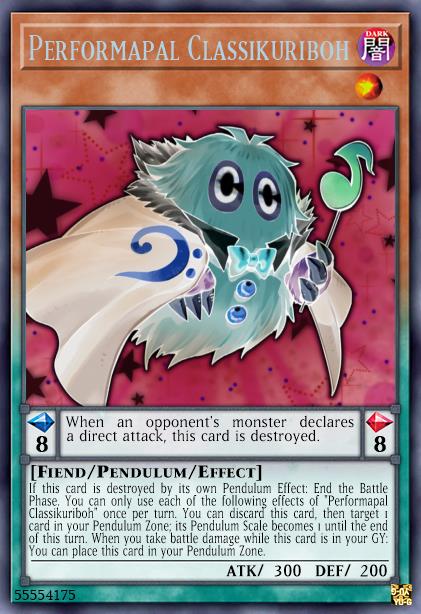 PERFORMAPAL CLASSIKURIBOH
DARK
闇
When an opponent's monster declares
a direct attack, this card is destroyed.
8
8
[FIEND/PENDULUM/EFFECT]
If this card is destroyed by its own Pendulum Effect: End the Battle
Phase. You can only use each of the following effects of "Performapal
Classikuriboh" once per turn. You can discard this card, then target 1
card in your Pendulum Zone; its Pendulum Scale becomes 1 until the end
of this turn. When you take battle damage while this card is in your GY:
You can place this card in your Pendulum Zone.
ATK/ 300 DEF/ 200
55554175